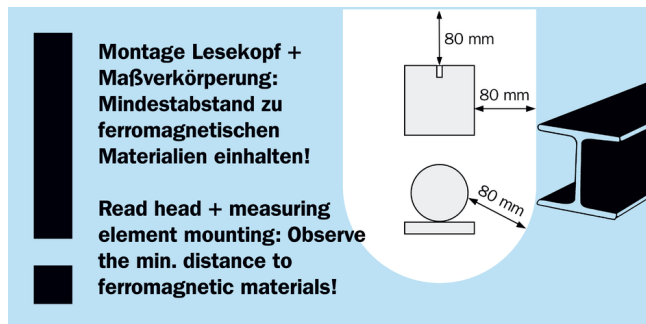 Montage Lesekopf +
Maßverkörperung:
Mindestabstand zu
ferromagnetischen
Materialien einhalten!
Read head + measuring
element mounting: Observe
the min. distance to
ferromagnetic materials!
80 mm
80 mm
80 mm